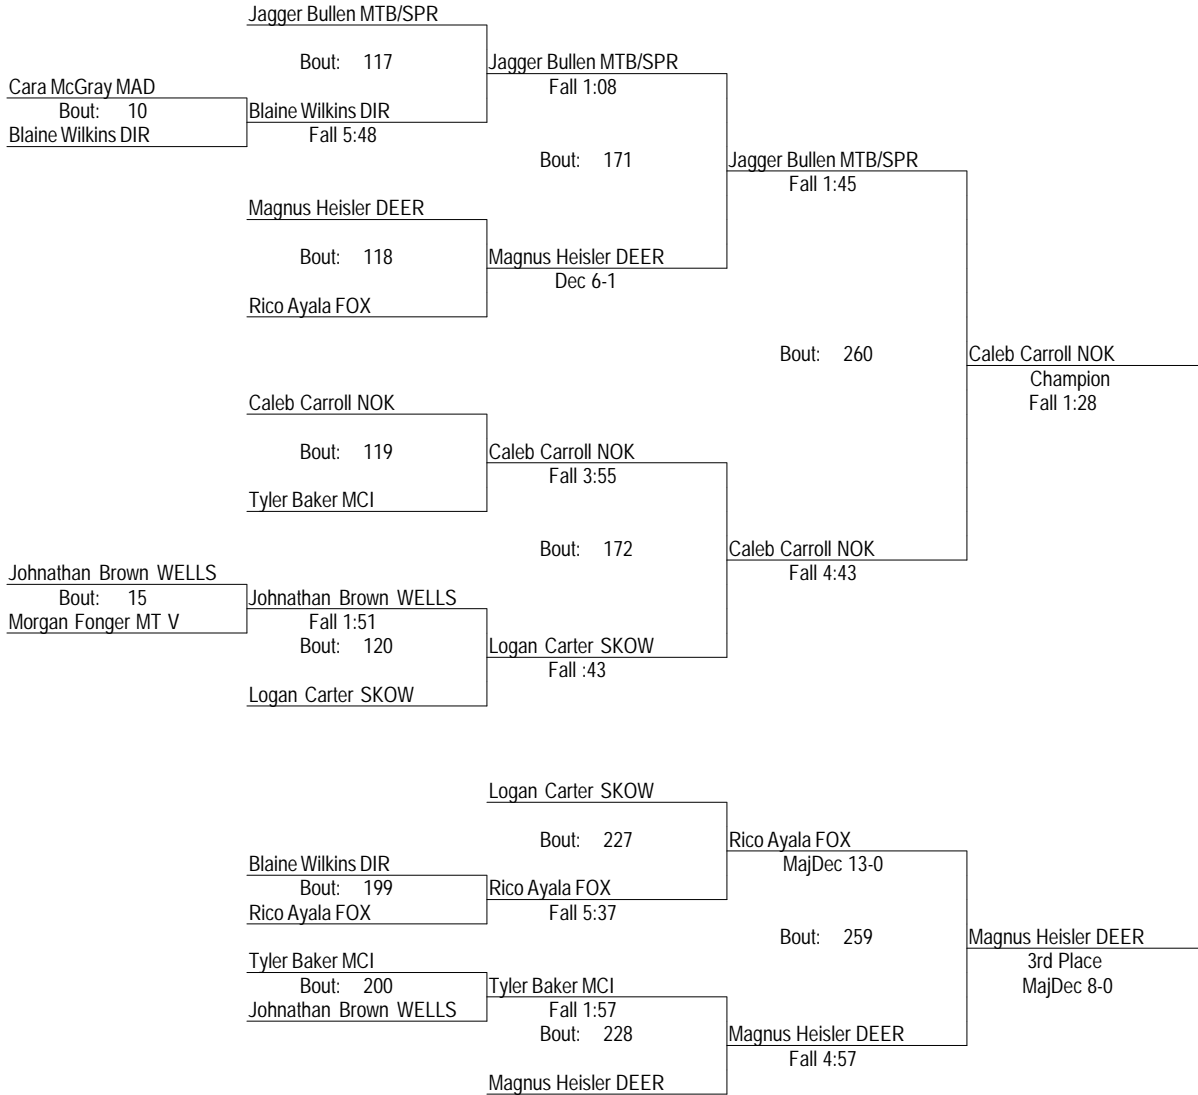 Jagger Bullen MTB/SPR
Bout: 117
Jagger Bullen MTB/SPR
Fall 1:08
Cara McGray MAD
Bout: 10
Blaine Wilkins DIR
Blaine Wilkins DIR
Fall 5:48
Bout: 171
Jagger Bullen MTB/SPR
Fall 1:45
Magnus Heisler DEER
Bout: 118
Magnus Heisler DEER
Dec 6-1
Rico Ayala FOX
Bout: 260
Caleb Carroll NOK
Champion
Fall 1:28
Caleb Carroll NOK
Bout: 119
Caleb Carroll NOK
Fall 3:55
Tyler Baker MCI
Bout: 172
Caleb Carroll NOK
Fall 4:43
Johnathan Brown WELLS
Bout: 15
Morgan Fonger MT V
Johnathan Brown WELLS
Fall 1:51
Bout: 120
Logan Carter SKOW
Fall :43
Logan Carter SKOW
Logan Carter SKOW
Bout: 227
Rico Ayala FOX
MajDec 13-0
Blaine Wilkins DIR
Bout: 199
Rico Ayala FOX
Rico Ayala FOX
Fall 5:37
Bout: 259
Magnus Heisler DEER
3rd Place
MajDec 8-0
Tyler Baker MCI
Bout: 200
Johnathan Brown WELLS
Tyler Baker MCI
Fall 1:57
Bout: 228
Magnus Heisler DEER
Fall 4:57
Magnus Heisler DEER